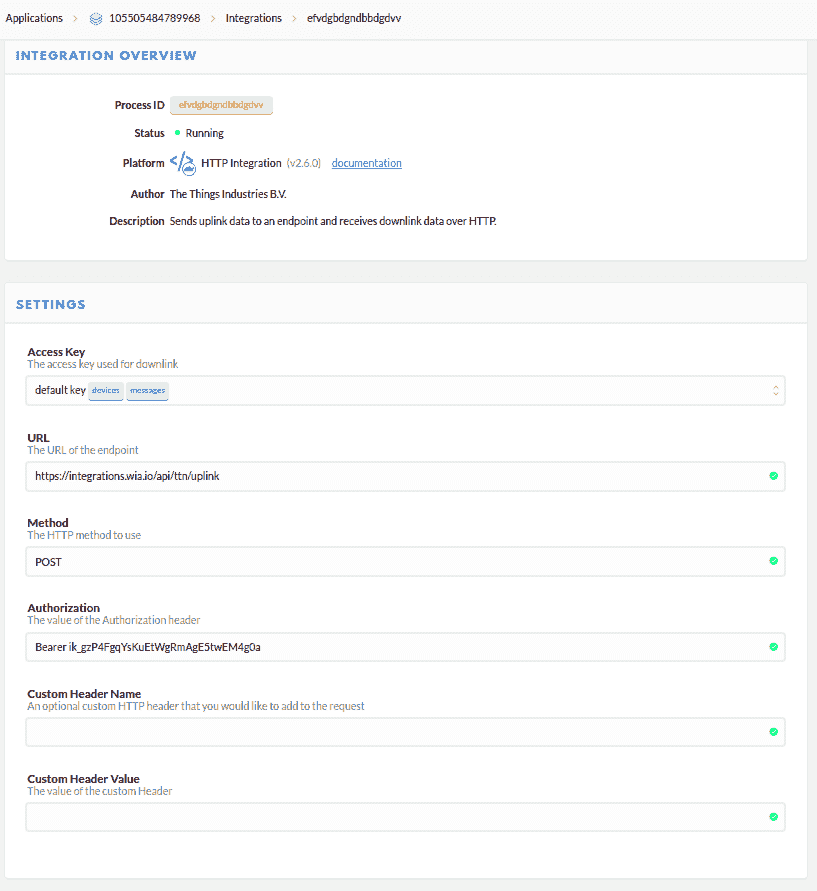 Applications > 105505484789968 > Integrations > efvdgbdgndbbdgdvv
INTEGRATION OVERVIEW
Process ID efvdgbdgndbbdgdvv
Status Running
Platform </> HTTP Integration (v2.6.0) documentation
Author The Things Industries B.V.
Description Sends uplink data to an endpoint and receives downlink data over HTTP.
SETTINGS
Access Key
The access key used for downlink
default key devices messages
URL
The URL of the endpoint
https://integrations.wia.io/api/ttn/uplink
Method
The HTTP method to use
POST
Authorization
The value of the Authorization header
Bearer ik_gzP4FgqYsKuEtWgRmAgE5twEM4g0a
Custom Header Name
An optional custom HTTP header that you would like to add to the request
Custom Header Value
The value of the custom Header